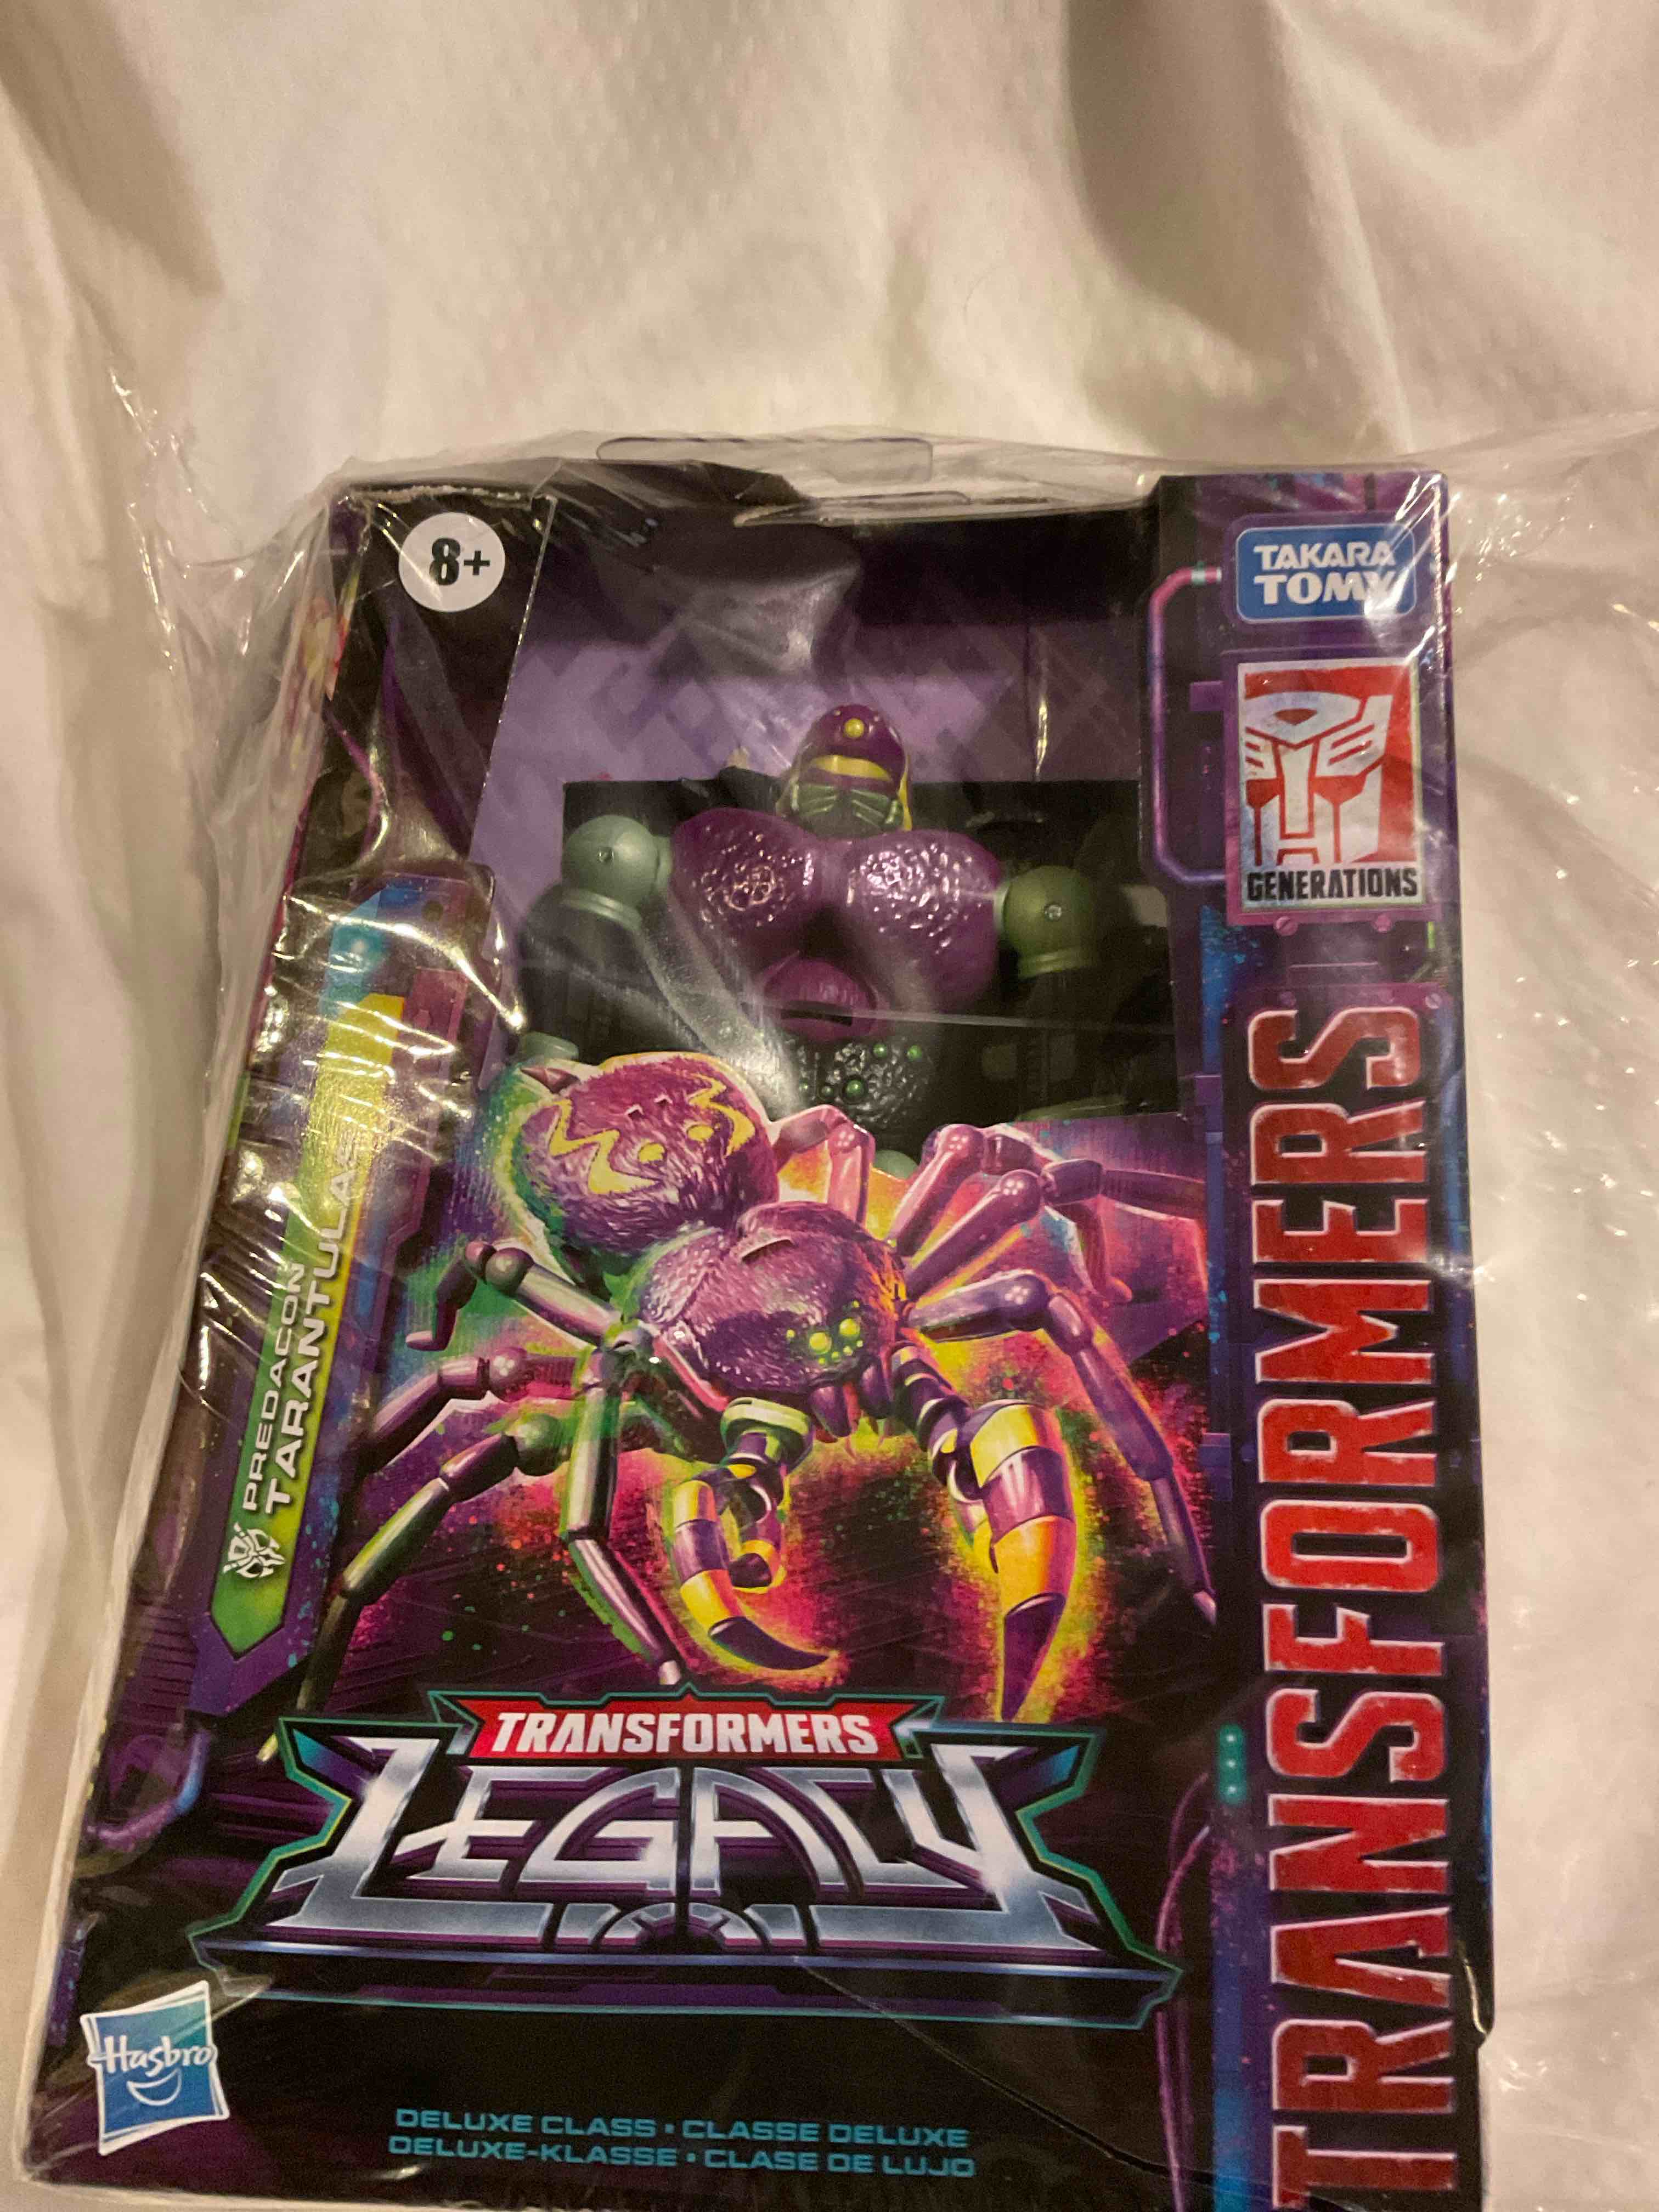 8+
TAKARA
TOMY
GENERATIONS
TRANSFORMERS
PREDACON
TARANTULAS
TRANSFORMERS
LEGACY
Hasbro
DELUXE CLASS • CLASSE DELUXE
DELUXE-KLASSE • CLASE DE LUJO